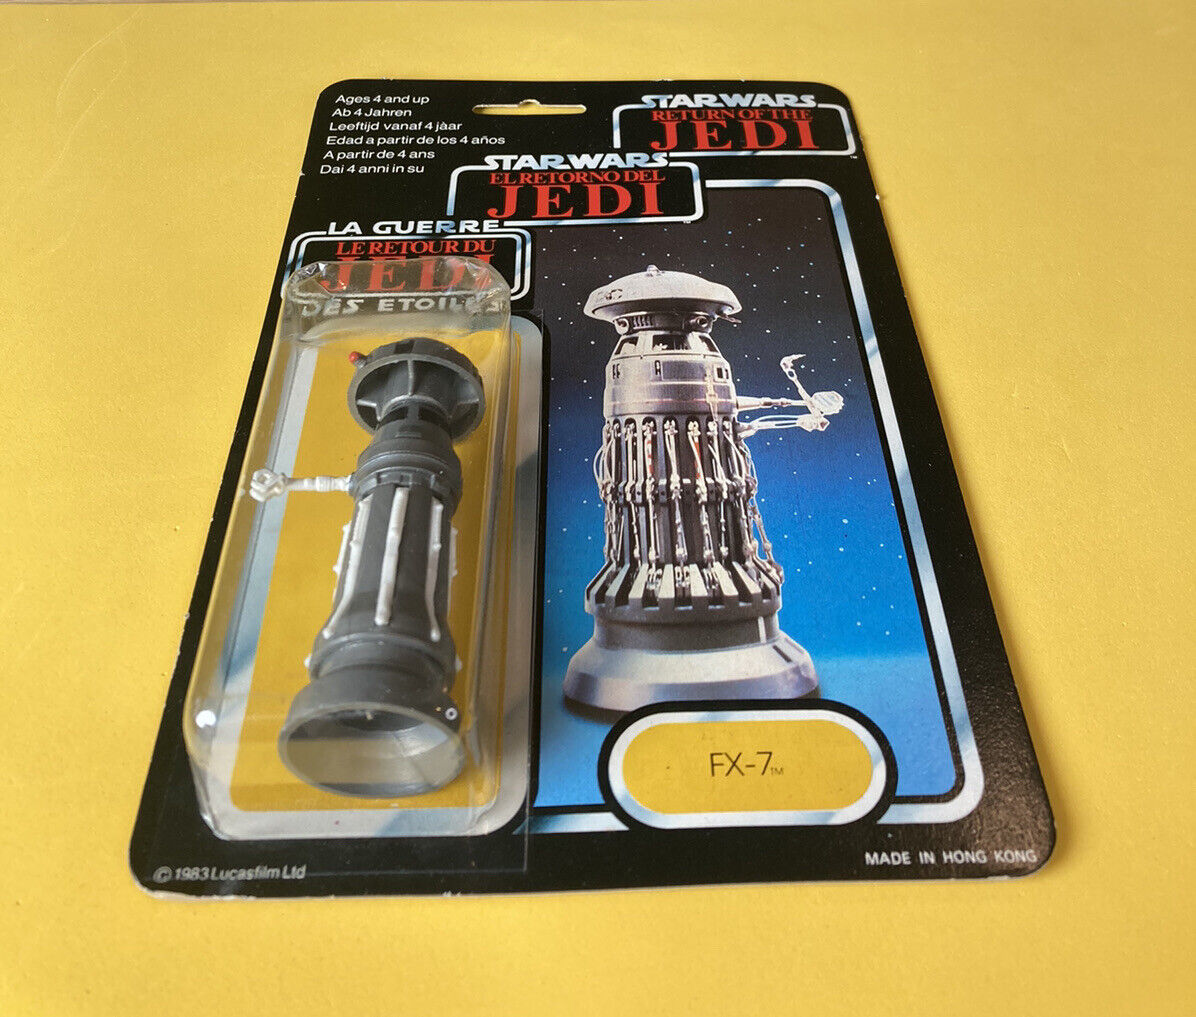 Ages 4 and up
Ab 4 Jahren
Leeftijd vanaf 4 jàar
Edad a partir de los 4 años
A partir de 4 ans
Dai 4 anni in su
STAR WARS
RETURN OF THE
JEDI
TM
STAR WARS
EL RETORNO DEL
JEDI
LA GUERRE
LE RETOUR DU
JEDI
DES ETOILES
FX-7 TM
© 1983 Lucasfilm Ltd
MADE IN HONG KONG